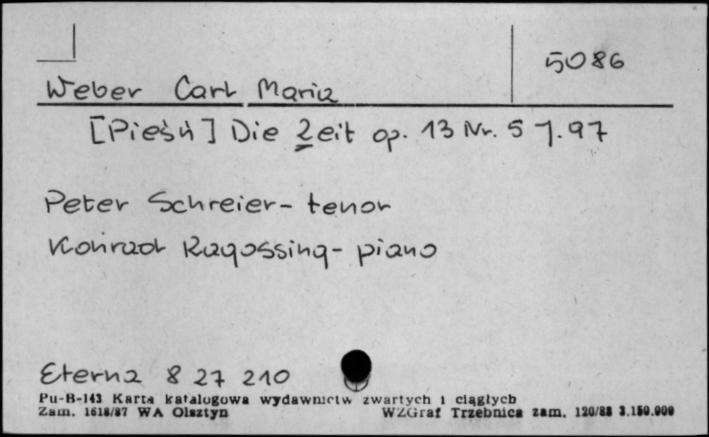 5086
Weber Carl Maria
[Pieśń] Die Zeit op. 13 Nr. 5 J. 97
Peter Schreier - tenor
Konrad Ragossing - piano
Eterna 8 27 210
Pu-B-143 Karta katalogowa wydawnictw zwartych i ciągłych
Zam. 1618/87 WA Olsztyn WZGraf Trzebnica zam. 120/88 3.150.000